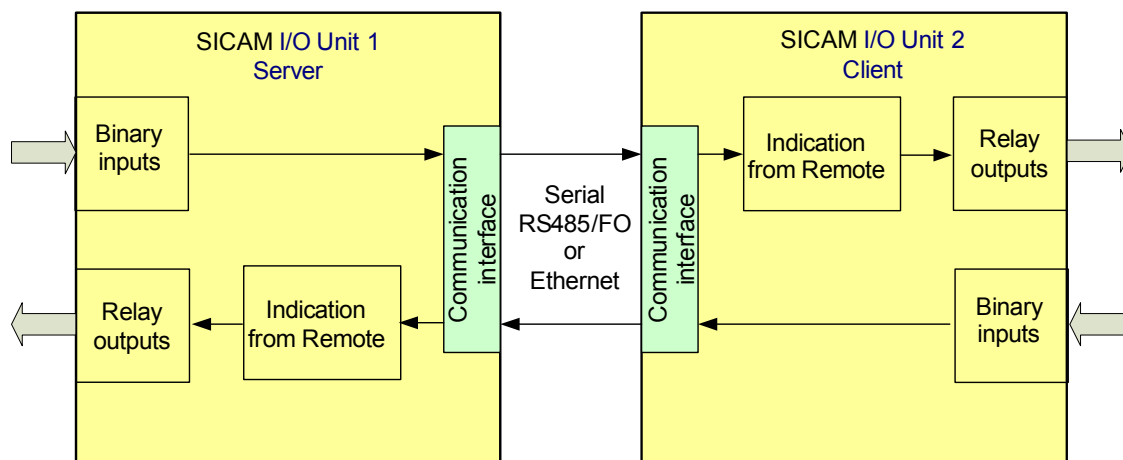 SICAM I/O Unit 1
Server
Binary
inputs
Communication
interface
Relay
outputs
Indication
from Remote
Serial
RS485/FO
or
Ethernet
SICAM I/O Unit 2
Client
Communication
interface
Indication
from Remote
Relay
outputs
Binary
inputs